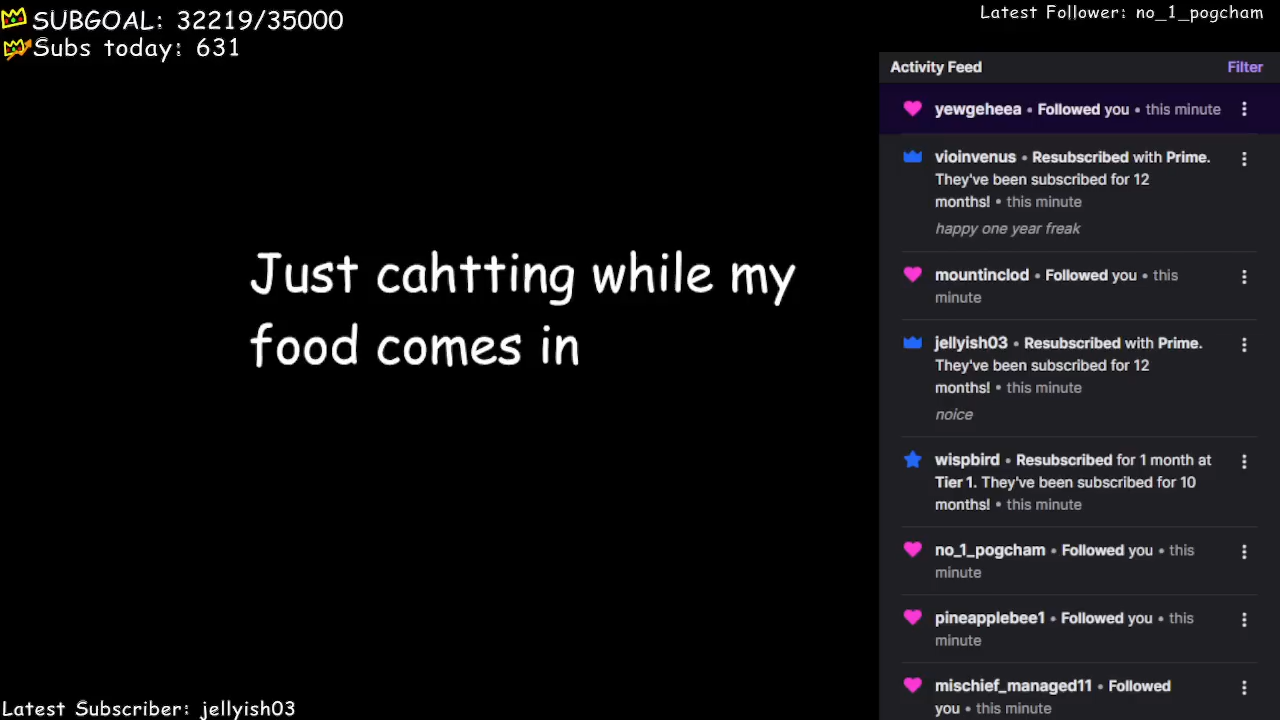 SUBGOAL: 32219/35000
Subs today: 631
Latest Follower: no_1_pogcham
Just cahtting while my
food comes in
Activity Feed
Filter
yewgeheea • Followed you • this minute
vioinvenus • Resubscribed with Prime.
They've been subscribed for 12
months! • this minute
happy one year freak
mountinclod • Followed you • this
minute
jellyish03 • Resubscribed with Prime.
They've been subscribed for 12
months! • this minute
noice
wispbird • Resubscribed for 1 month at
Tier 1. They've been subscribed for 10
months! • this minute
no_1_pogcham • Followed you • this
minute
pineapplebee1 • Followed you • this
minute
mischief_managed11 • Followed
you • this minute
Latest Subscriber: jellyish03